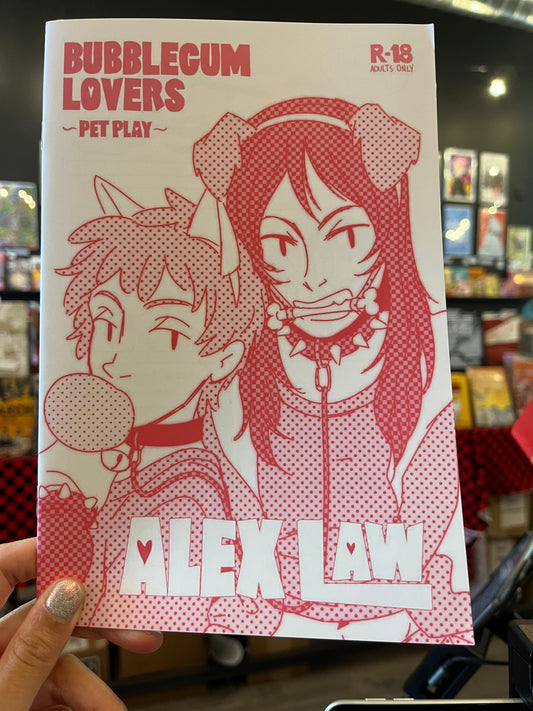 BUBBLEGUM
LOVERS
~PET PLAY~
R-18
ADULTS ONLY
ALEX LAW